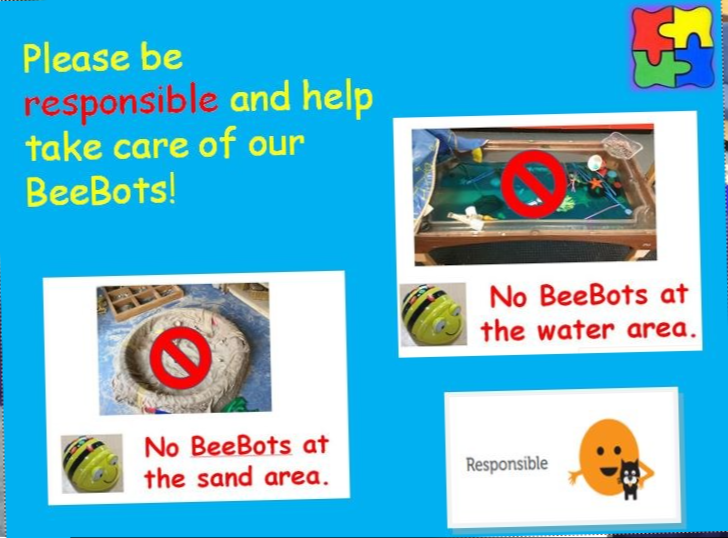 Please be
responsible and help
take care of our
BeeBots!
No BeeBots at
the water area.
No BeeBots at
the sand area.
Responsible